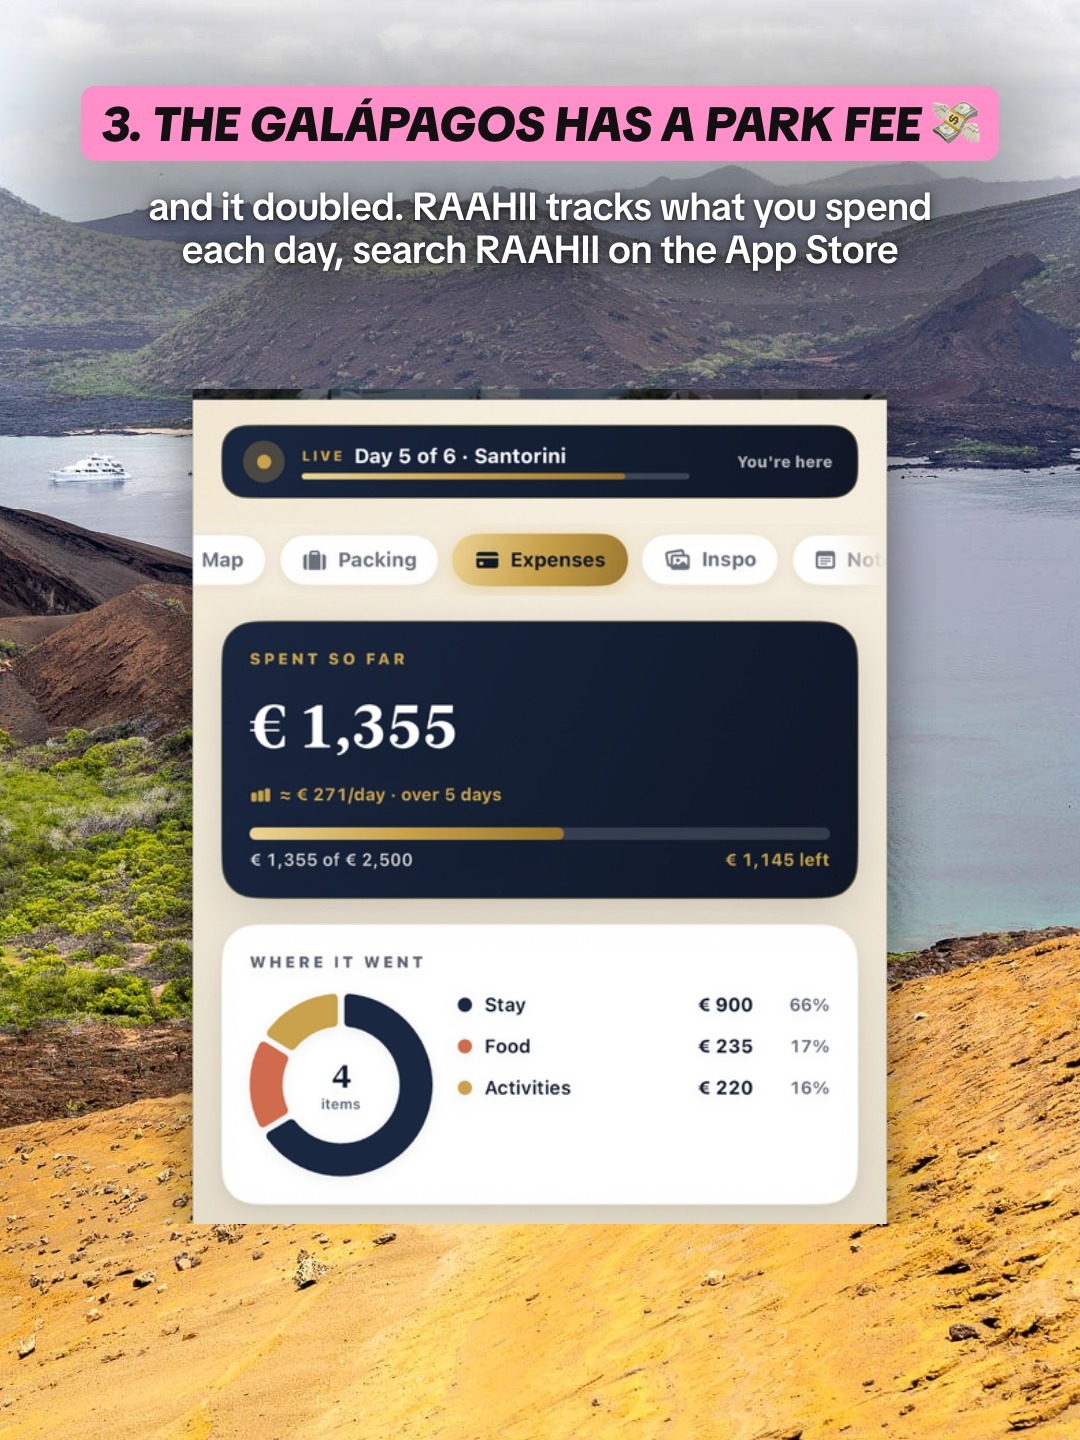 3. THE GALÁPAGOS HAS A PARK FEE 💸
and it doubled. RAAHII tracks what you spend
each day, search RAAHII on the App Store
LIVE Day 5 of 6 · Santorini
You're here
Map
Packing
Expenses
Inspo
SPENT SO FAR
€ 1,355
≈ € 271/day · over 5 days
€ 1,355 of € 2,500
€ 1,145 left
WHERE IT WENT
4
items
Stay € 900 66%
Food € 235 17%
Activities € 220 16%